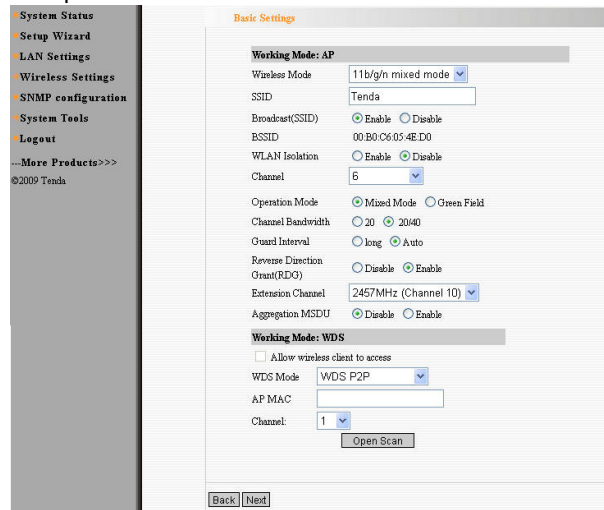 System Status
Setup Wizard
LAN Settings
Wireless Settings
SNMP configuration
System Tools
Logout
---More Products>>>
©2009 Tenda
Basic Settings
Working Mode: AP
Wireless Mode 11b/g/n mixed mode
SSID Tenda
Broadcast(SSID) Enable Disable
BSSID 00:B0:C6:05:4E:D0
WLAN Isolation Enable Disable
Channel 6
Operation Mode Mixed Mode Green Field
Channel Bandwidth 20 20/40
Guard Interval long Auto
Reverse Direction
Grant(RDG) Disable Enable
Extension Channel 2457MHz (Channel 10)
Aggregation MSDU Disable Enable
Working Mode: WDS
Allow wireless client to access
WDS Mode WDS P2P
AP MAC
Channel: 1
Open Scan
Back Next